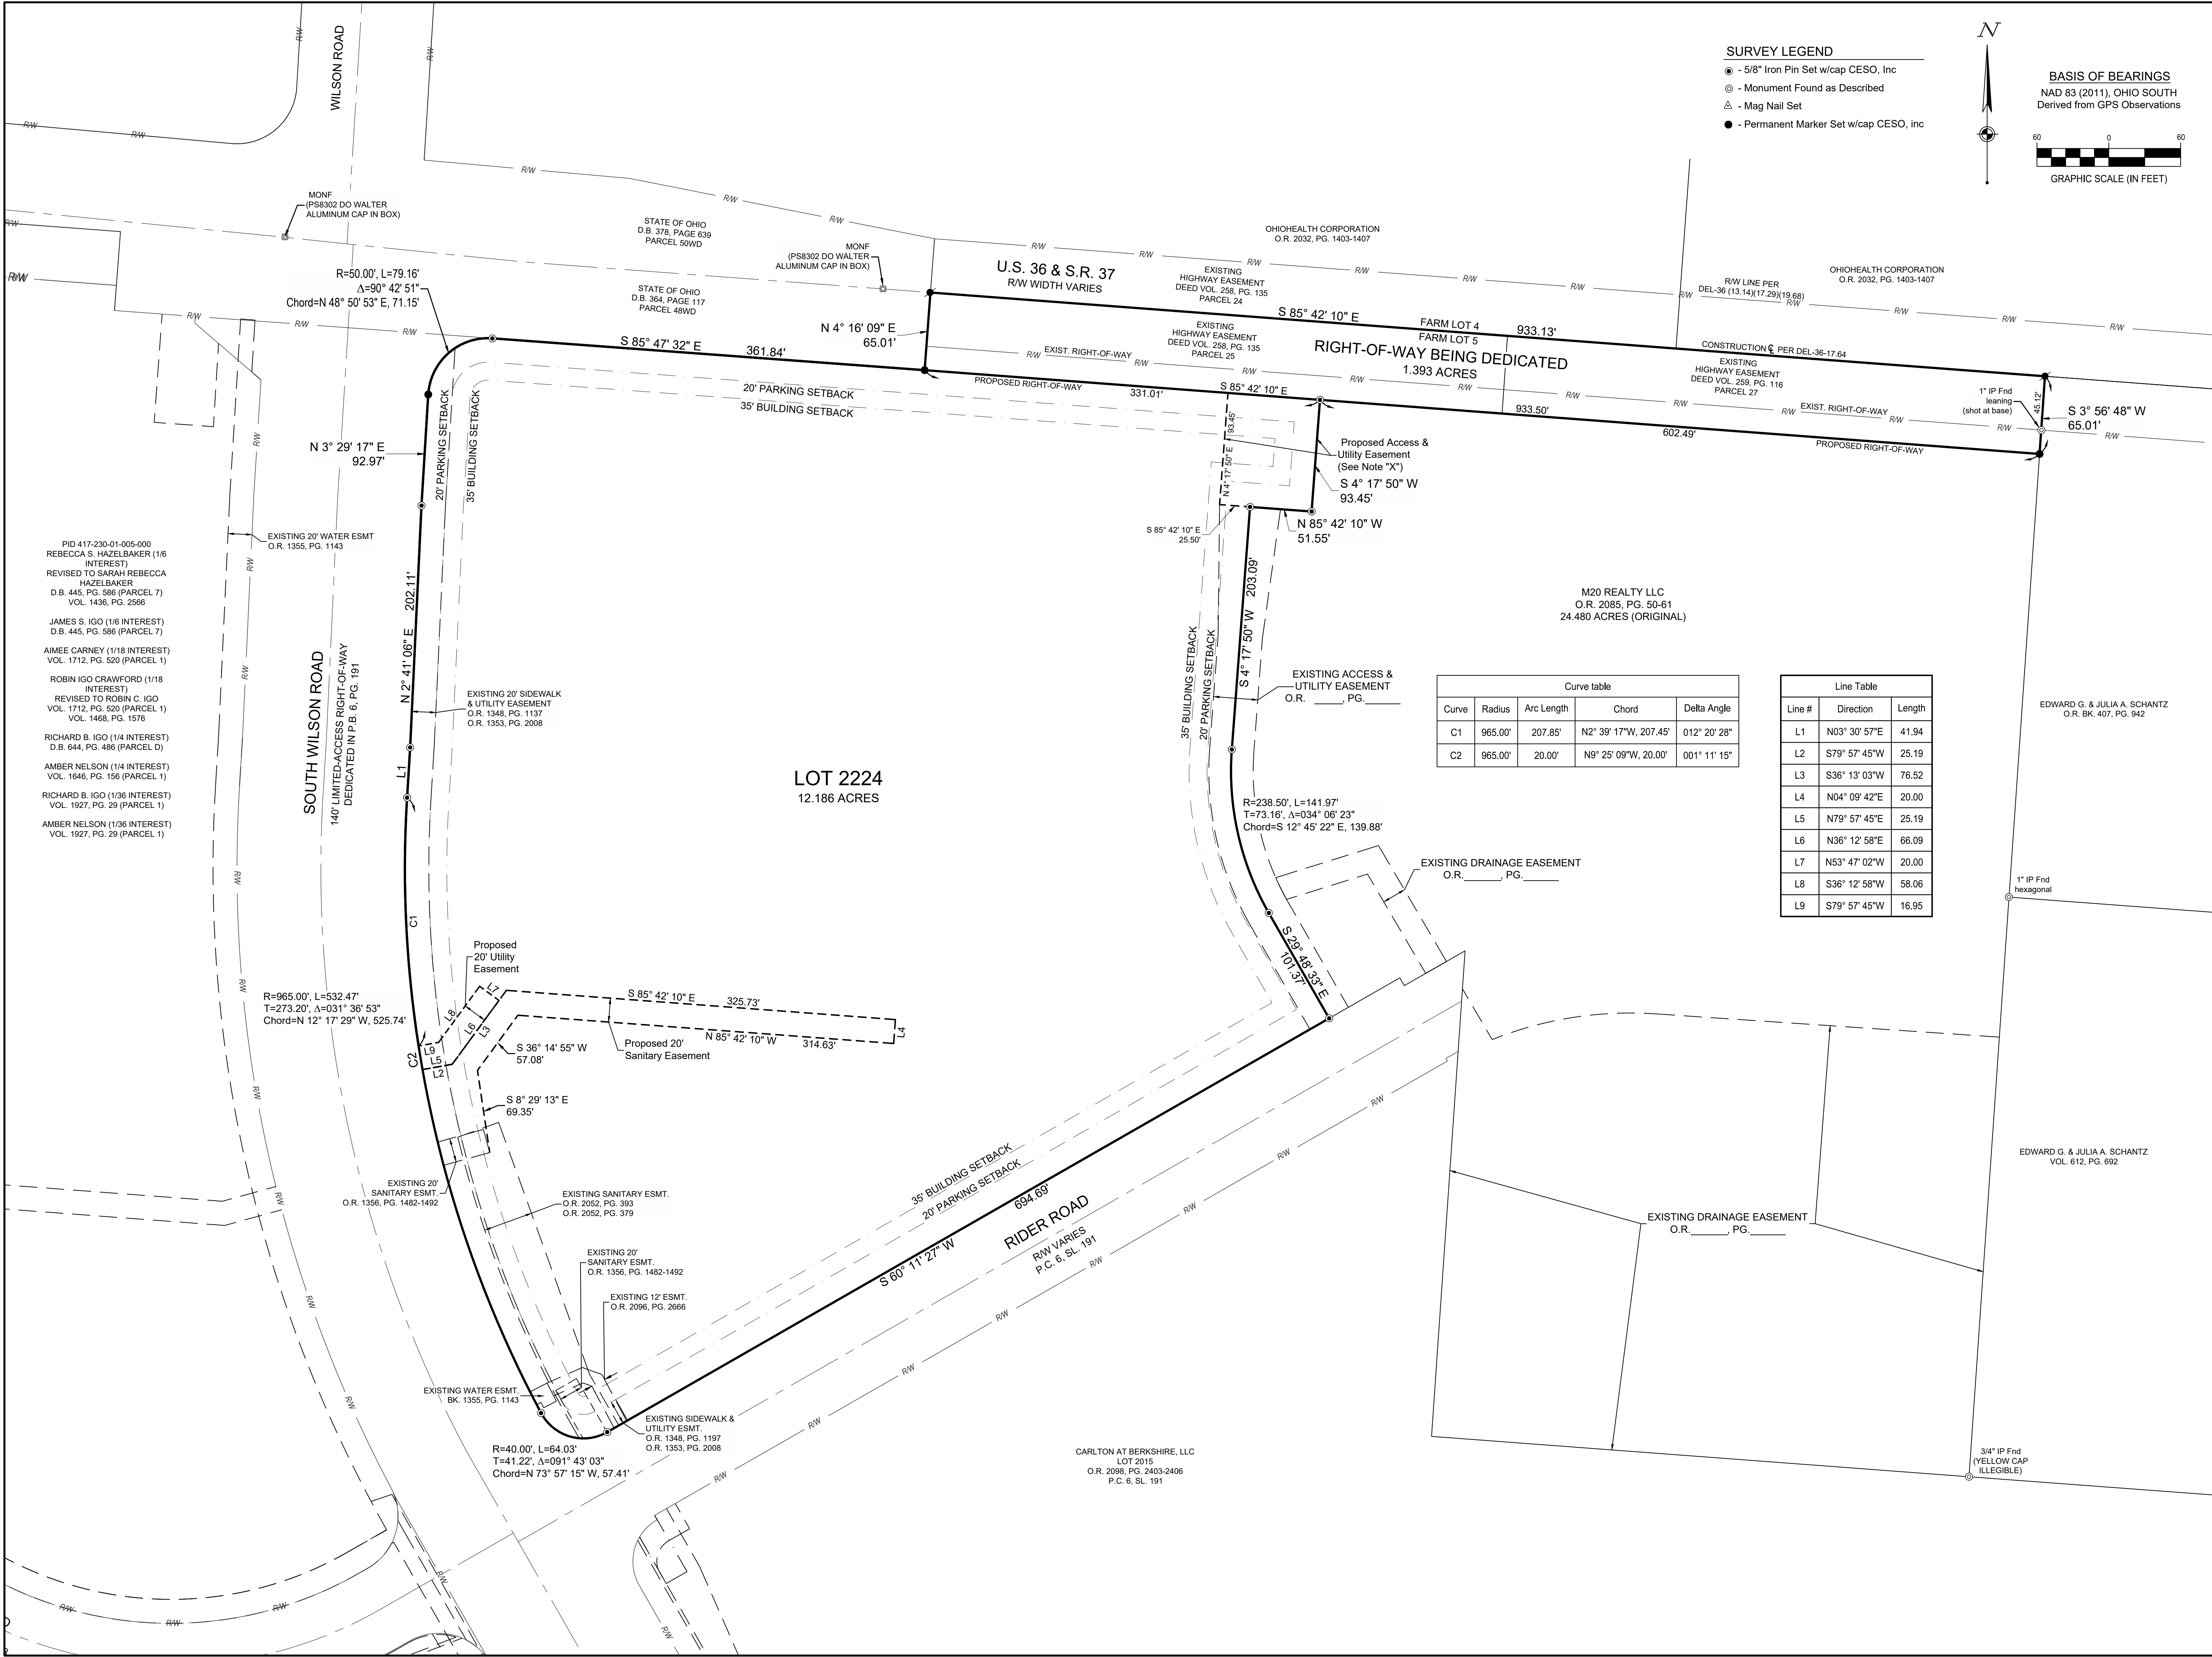 SURVEY LEGEND
- 5/8" Iron Pin Set w/cap CESO, Inc
- Monument Found as Described
- Mag Nail Set
- Permanent Marker Set w/cap CESO, inc
N
BASIS OF BEARINGS
NAD 83 (2011), OHIO SOUTH
Derived from GPS Observations
60 0 60
GRAPHIC SCALE (IN FEET)
WILSON ROAD
R/W
R/W
R/W
R/W
MONF
(PS8302 DO WALTER
ALUMINUM CAP IN BOX)
R=50.00', L=79.16'
Δ=90° 42' 51"
Chord=N 48° 50' 53" E, 71.15'
STATE OF OHIO
D.B. 378, PAGE 639
PARCEL 50WD
MONF
(PS8302 DO WALTER
ALUMINUM CAP IN BOX)
STATE OF OHIO
D.B. 364, PAGE 117
PARCEL 48WD
U.S. 36 & S.R. 37
R/W WIDTH VARIES
EXISTING
HIGHWAY EASEMENT
DEED VOL. 258, PG. 135
PARCEL 24
OHIOHEALTH CORPORATION
O.R. 2032, PG. 1403-1407
OHIOHEALTH CORPORATION
O.R. 2032, PG. 1403-1407
R/W LINE PER
DEL-36 (13.14)(17.29)(19.68)
N 4° 16' 09" E
65.01'
S 85° 42' 10" E
933.13'
FARM LOT 4
FARM LOT 5
EXISTING
HIGHWAY EASEMENT
DEED VOL. 258, PG. 135
PARCEL 25
RIGHT-OF-WAY BEING DEDICATED
1.393 ACRES
CONSTRUCTION ℄ PER DEL-36-17.64
EXISTING
HIGHWAY EASEMENT
DEED VOL. 259, PG. 116
PARCEL 27
1" IP Fnd
leaning
(shot at base)
45.12'
S 3° 56' 48" W
65.01'
EXIST. RIGHT-OF-WAY
EXIST. RIGHT-OF-WAY
S 85° 47' 32" E
361.84'
PROPOSED RIGHT-OF-WAY
331.01'
S 85° 42' 10" E
933.50'
602.49'
PROPOSED RIGHT-OF-WAY
20' PARKING SETBACK
35' BUILDING SETBACK
20' PARKING SETBACK
35' BUILDING SETBACK
N 3° 29' 17" E
92.97'
N 4° 17' 50" E
93.45'
Proposed Access &
Utility Easement
(See Note "X")
S 4° 17' 50" W
93.45'
N 85° 42' 10" W
51.55'
S 85° 42' 10" E
25.50'
PID 417-230-01-005-000
REBECCA S. HAZELBAKER (1/6
INTEREST)
REVISED TO SARAH REBECCA
HAZELBAKER
D.B. 445, PG. 586 (PARCEL 7)
VOL. 1436, PG. 2566
JAMES S. IGO (1/6 INTEREST)
D.B. 445, PG. 586 (PARCEL 7)
AIMEE CARNEY (1/18 INTEREST)
VOL. 1712, PG. 520 (PARCEL 1)
ROBIN IGO CRAWFORD (1/18
INTEREST)
REVISED TO ROBIN C. IGO
VOL. 1712, PG. 520 (PARCEL 1)
VOL. 1468, PG. 1576
RICHARD B. IGO (1/4 INTEREST)
D.B. 644, PG. 486 (PARCEL D)
AMBER NELSON (1/4 INTEREST)
VOL. 1646, PG. 156 (PARCEL 1)
RICHARD B. IGO (1/36 INTEREST)
VOL. 1927, PG. 29 (PARCEL 1)
AMBER NELSON (1/36 INTEREST)
VOL. 1927, PG. 29 (PARCEL 1)
EXISTING 20' WATER ESMT
O.R. 1355, PG. 1143
SOUTH WILSON ROAD
140' LIMITED-ACCESS RIGHT-OF-WAY
DEDICATED IN P.B. 6, PG. 191
N 2° 41' 06" E 202.11'
L1
C1
C2
EXISTING 20' SIDEWALK
& UTILITY EASEMENT
O.R. 1348, PG. 1137
O.R. 1353, PG. 2008
LOT 2224
12.186 ACRES
35' BUILDING SETBACK
20' PARKING SETBACK
S 4° 17' 50" W 203.09'
EXISTING ACCESS &
UTILITY EASEMENT
O.R. _____, PG.______
M20 REALTY LLC
O.R. 2085, PG. 50-61
24.480 ACRES (ORIGINAL)
Curve table
Curve Radius Arc Length Chord Delta Angle
C1 965.00' 207.85' N2° 39' 17"W, 207.45' 012° 20' 28"
C2 965.00' 20.00' N9° 25' 09"W, 20.00' 001° 11' 15"
Line Table
Line # Direction Length
L1 N03° 30' 57"E 41.94
L2 S79° 57' 45"W 25.19
L3 S36° 13' 03"W 76.52
L4 N04° 09' 42"E 20.00
L5 N79° 57' 45"E 25.19
L6 N36° 12' 58"E 66.09
L7 N53° 47' 02"W 20.00
L8 S36° 12' 58"W 58.06
L9 S79° 57' 45"W 16.95
EDWARD G. & JULIA A. SCHANTZ
O.R. BK. 407, PG. 942
1" IP Fnd
hexagonal
R=238.50', L=141.97'
T=73.16', Δ=034° 06' 23"
Chord=S 12° 45' 22" E, 139.88'
EXISTING DRAINAGE EASEMENT
O.R.______, PG.______
S 29° 48' 33" E
101.37'
Proposed
20' Utility
Easement
R=965.00', L=532.47'
T=273.20', Δ=031° 36' 53"
Chord=N 12° 17' 29" W, 525.74'
L7
L8
L6
L3
L9
L5
L2
S 85° 42' 10" E 325.73'
N 85° 42' 10" W 314.63'
L4
Proposed 20'
Sanitary Easement
S 36° 14' 55" W
57.08'
S 8° 29' 13" E
69.35'
EXISTING 20'
SANITARY ESMT.
O.R. 1356, PG. 1482-1492
EXISTING SANITARY ESMT.
O.R. 2052, PG. 393
O.R. 2052, PG. 379
EXISTING 20'
SANITARY ESMT.
O.R. 1356, PG. 1482-1492
EXISTING 12' ESMT.
O.R. 2096, PG. 2666
35' BUILDING SETBACK
20' PARKING SETBACK
694.69'
S 60° 11' 27" W
RIDER ROAD
R/W VARIES
P.C. 6, SL. 191
EDWARD G. & JULIA A. SCHANTZ
VOL. 612, PG. 692
EXISTING DRAINAGE EASEMENT
O.R.______, PG.______
EXISTING WATER ESMT.
BK. 1355, PG. 1143
EXISTING SIDEWALK &
UTILITY ESMT.
O.R. 1348, PG. 1197
O.R. 1353, PG. 2008
R=40.00', L=64.03'
T=41.22', Δ=091° 43' 03"
Chord=N 73° 57' 15" W, 57.41'
CARLTON AT BERKSHIRE, LLC
LOT 2015
O.R. 2098, PG. 2403-2406
P.C. 6, SL. 191
3/4" IP Fnd
(YELLOW CAP
ILLEGIBLE)